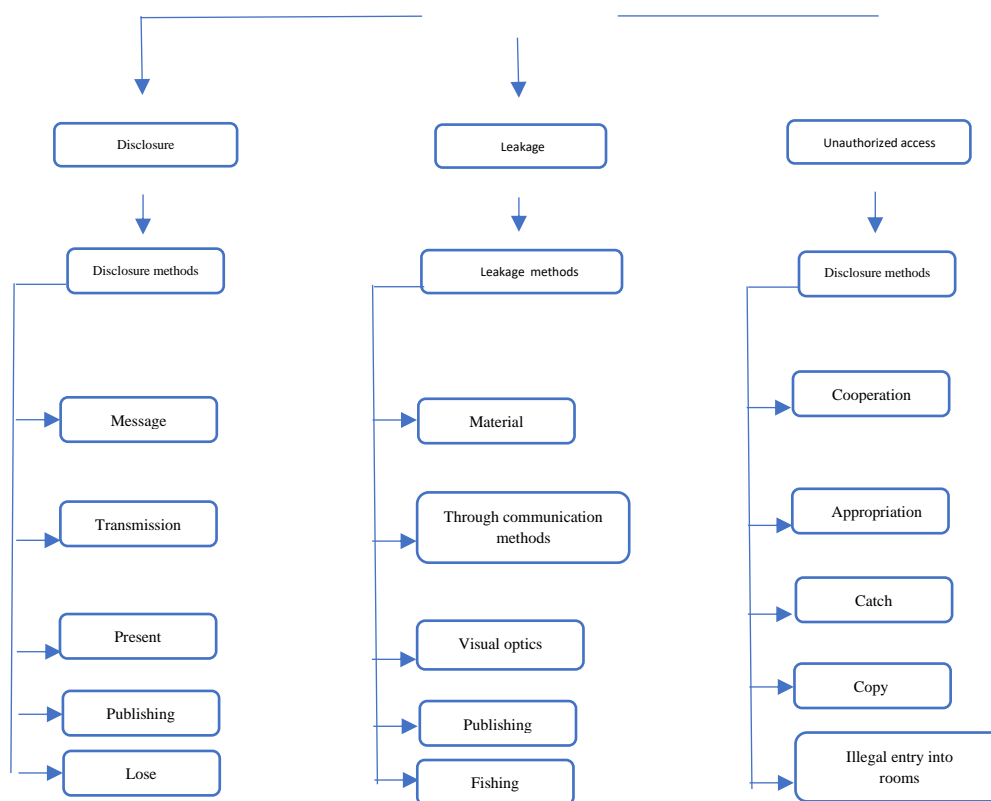 Disclosure
Leakage
Unauthorized access
Disclosure methods
Leakage methods
Disclosure methods
Message
Transmission
Present
Publishing
Lose
Material
Through communication
methods
Visual optics
Publishing
Fishing
Cooperation
Appropriation
Catch
Copy
Illegal entry into
rooms